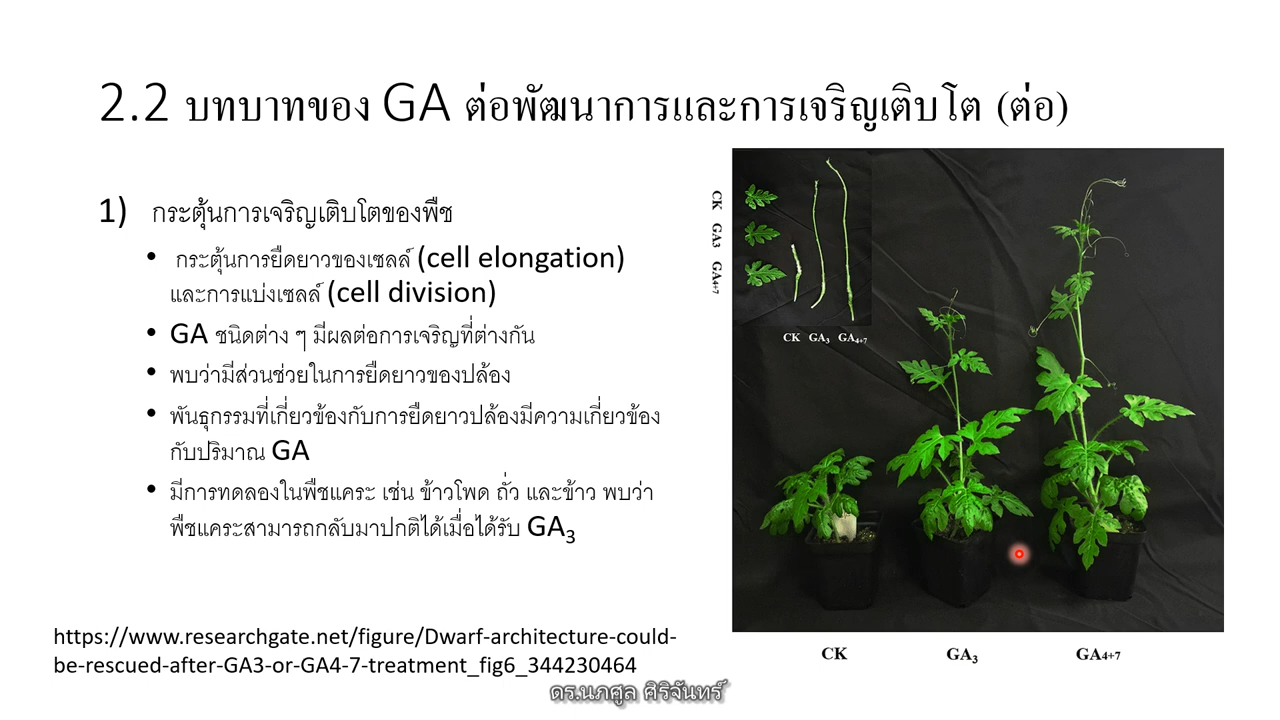 2.2 บทบาทของ GA ต่อพัฒนาการและการเจริญเติบโต (ต่อ)
1) กระตุ้นการเจริญเติบโตของพืช
• กระตุ้นการยืดยาวของเซลล์ (cell elongation)
และการแบ่งเซลล์ (cell division)
• GA ชนิดต่าง ๆ มีผลต่อการเจริญที่ต่างกัน
• พบว่ามีส่วนช่วยในการยืดยาวของปล้อง
• พันธุกรรมที่เกี่ยวข้องกับการยืดยาวปล้องมีความเกี่ยวข้อง
กับปริมาณ GA
• มีการทดลองในพืชแคระ เช่น ข้าวโพด ถั่ว และข้าว พบว่า
พืชแคระสามารถกลับมาปกติได้เมื่อได้รับ GA3
https://www.researchgate.net/figure/Dwarf-architecture-could-
be-rescued-after-GA3-or-GA4-7-treatment_fig6_344230464
CK GA3 GA4+7
CK GA3 GA4+7
CK GA3 GA4+7
ดร.นภศูล ศิริจันทร์